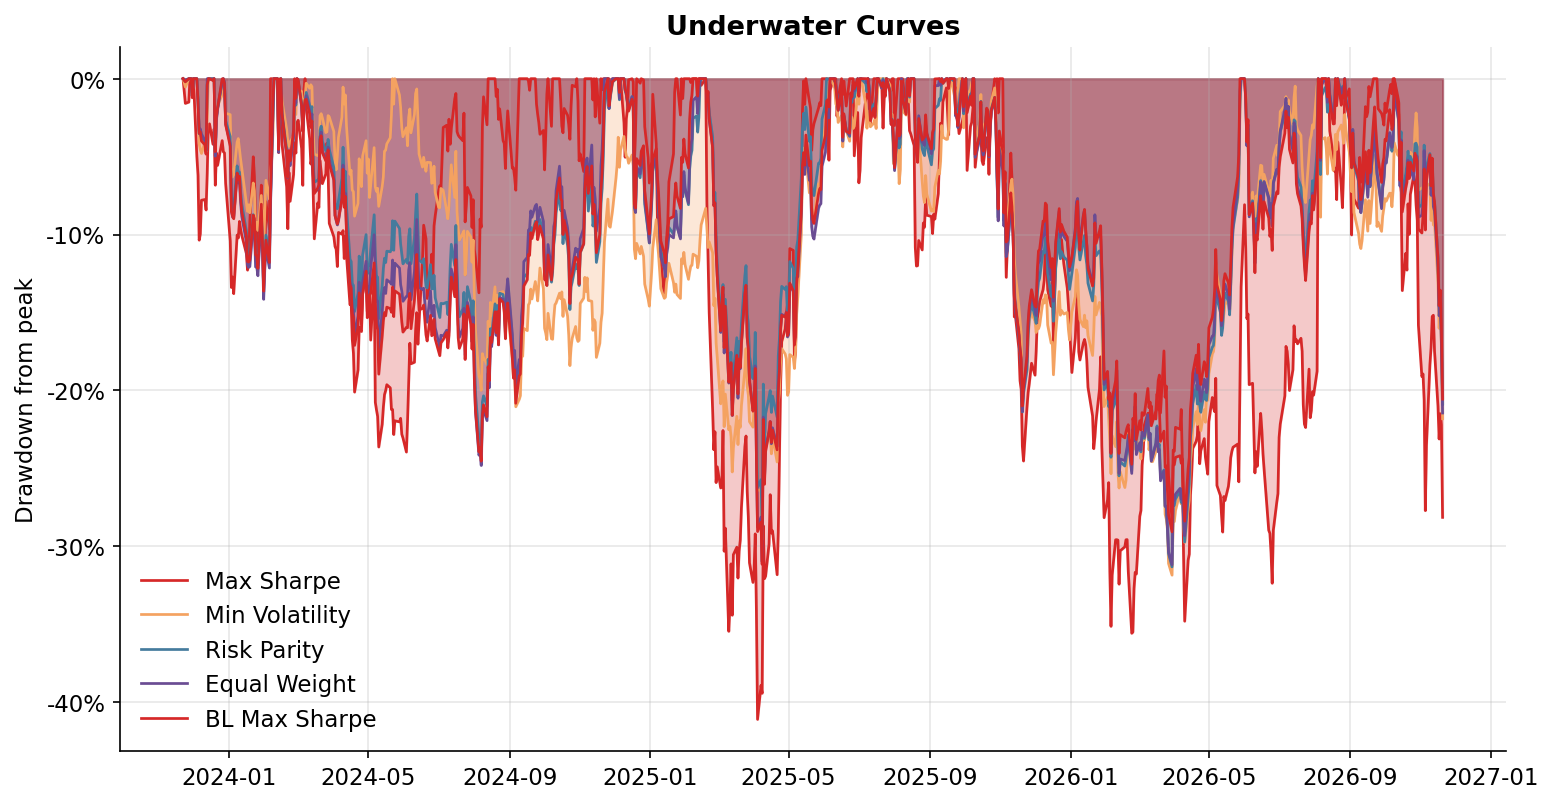 Underwater Curves
0%
-10%
-20%
-30%
-40%
Drawdown from peak
Max Sharpe
Min Volatility
Risk Parity
Equal Weight
BL Max Sharpe
2024-01 2024-05 2024-09 2025-01 2025-05 2025-09 2026-01 2026-05 2026-09 2027-01